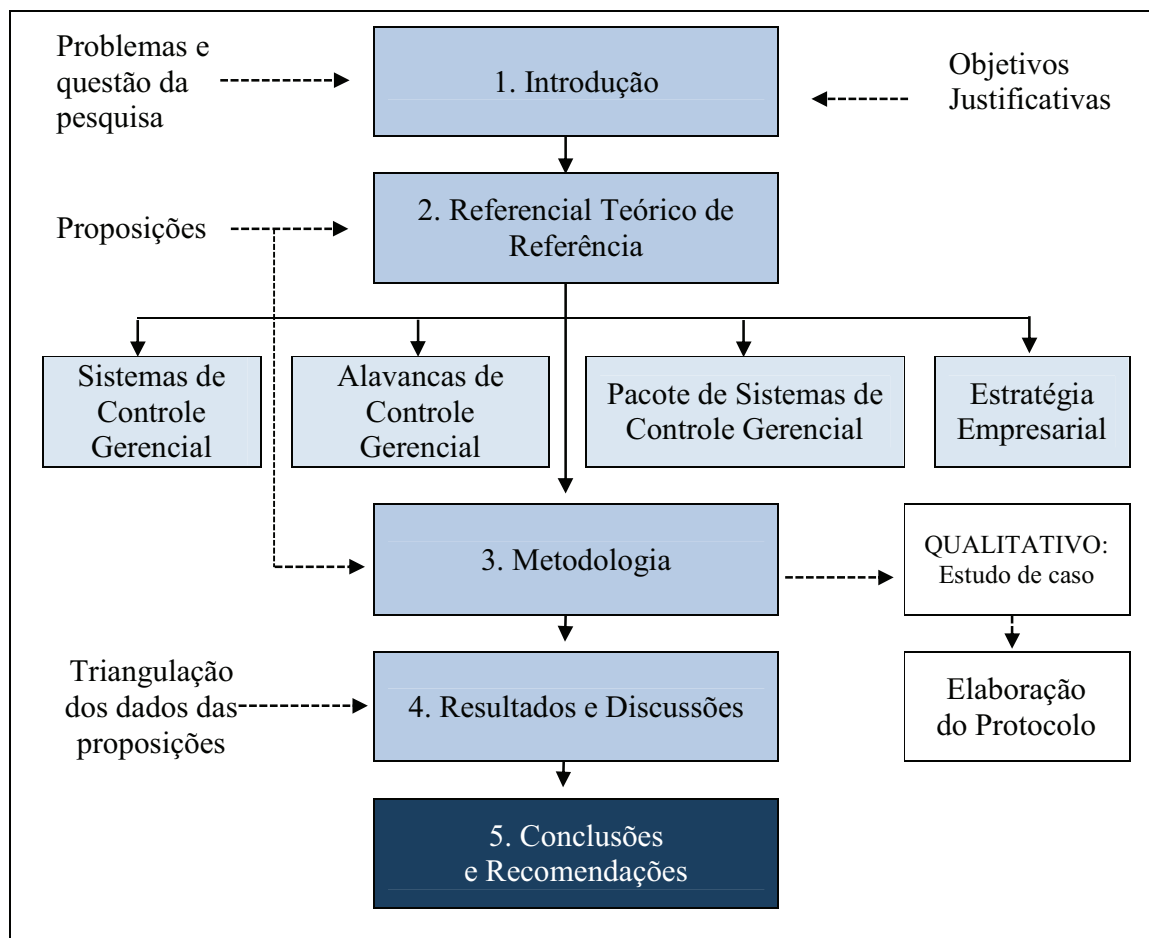 Problemas e
questão da
pesquisa
1. Introdução
Objetivos
Justificativas
Proposições
2. Referencial Teórico de
Referência
Sistemas de
Controle
Gerencial
Alavancas de
Controle
Gerencial
Pacote de Sistemas de
Controle Gerencial
Estratégia
Empresarial
3. Metodologia
QUALITATIVO:
Estudo de caso
Triangulação
dos dados das
proposições
4. Resultados e Discussões
Elaboração
do Protocolo
5. Conclusões
e Recomendações